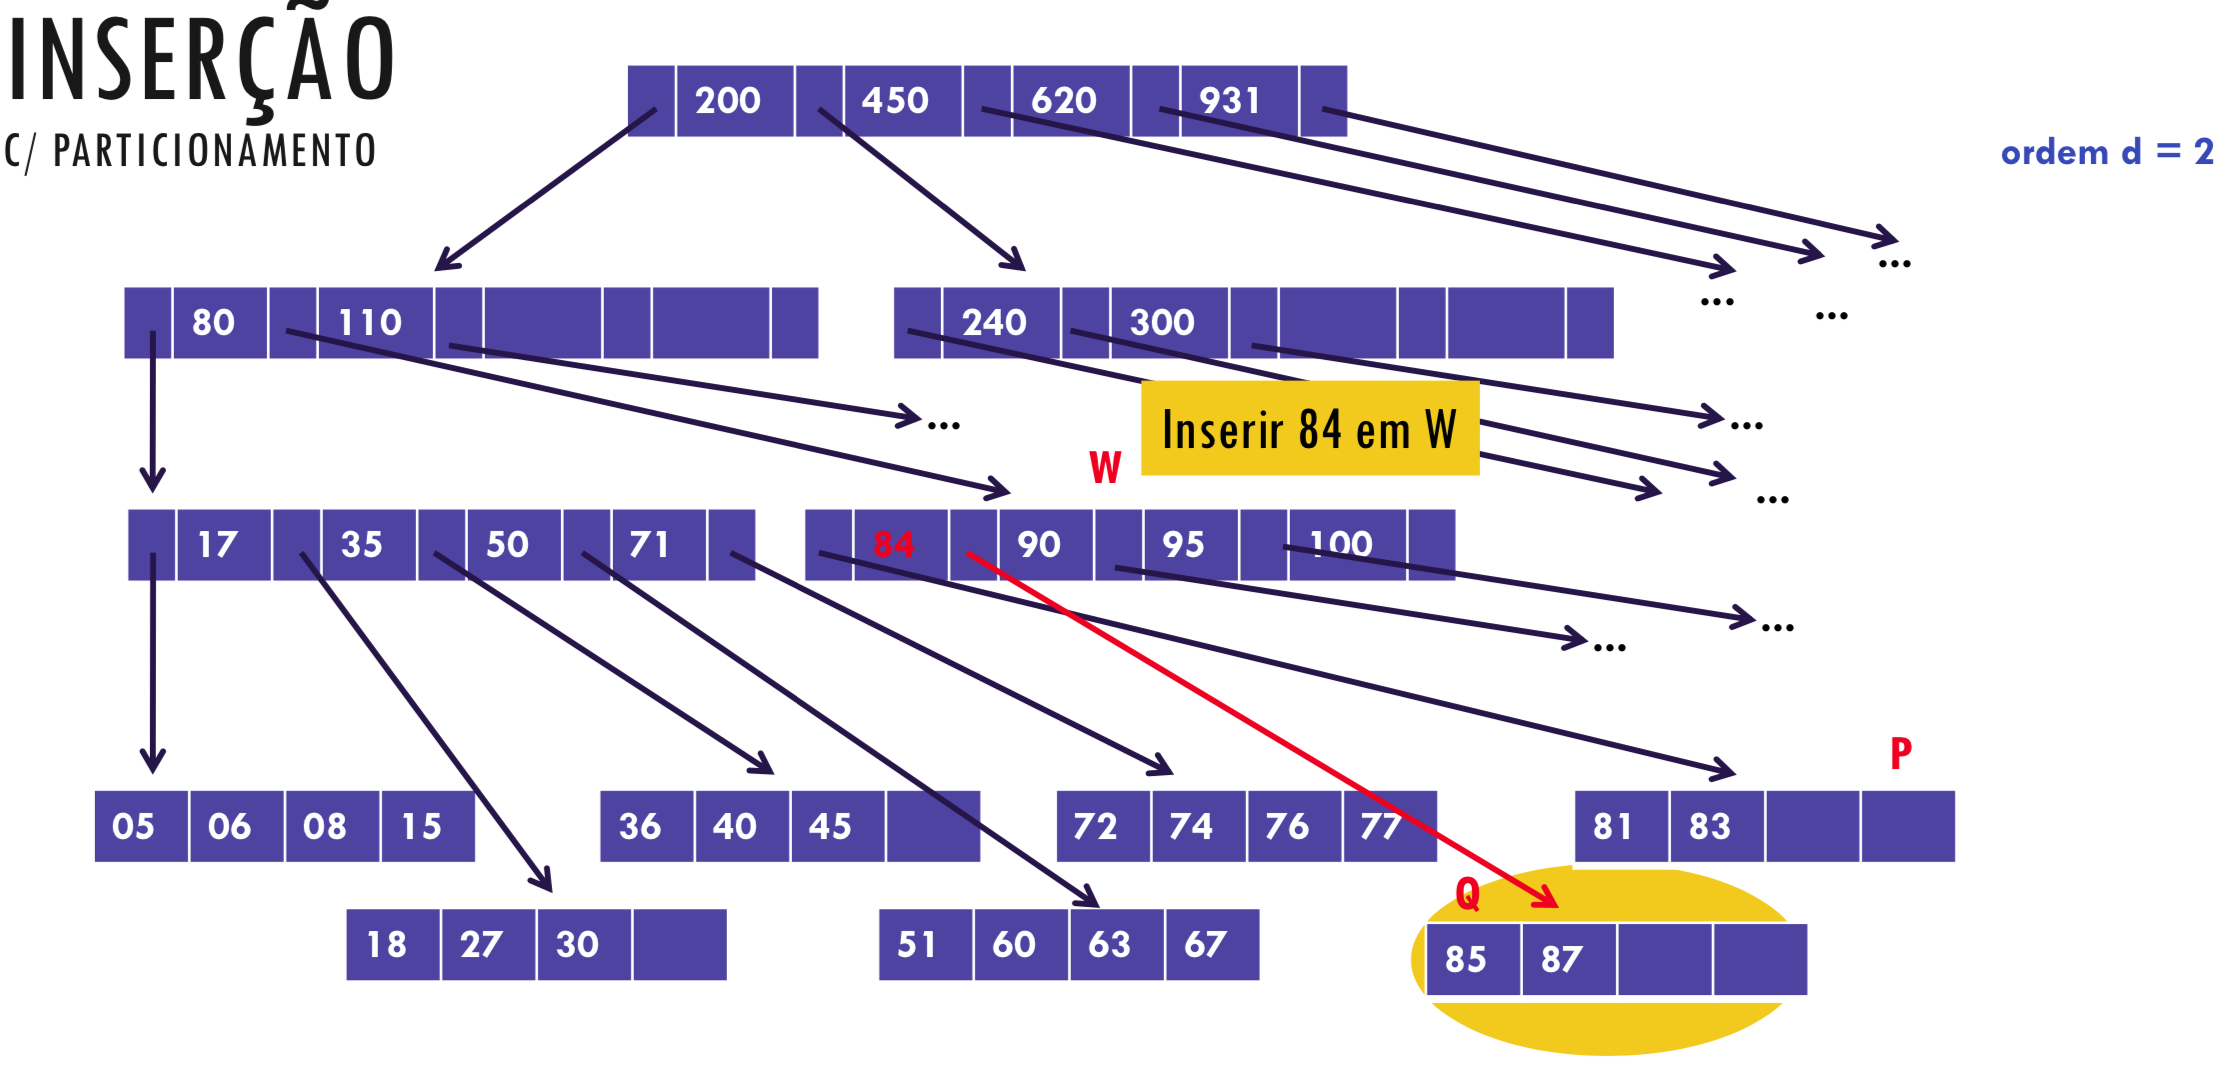 INSERÇÃO
C/ PARTICIONAMENTO
200 450 620 931
ordem d = 2
... ... ...
80 110
240 300
... ...
Inserir 84 em W
W
...
17 35 50 71
84 90 95 100
...
...
P
05 06 08 15
36 40 45
72 74 76 77
81 83
Q
18 27 30
51 60 63 67
85 87